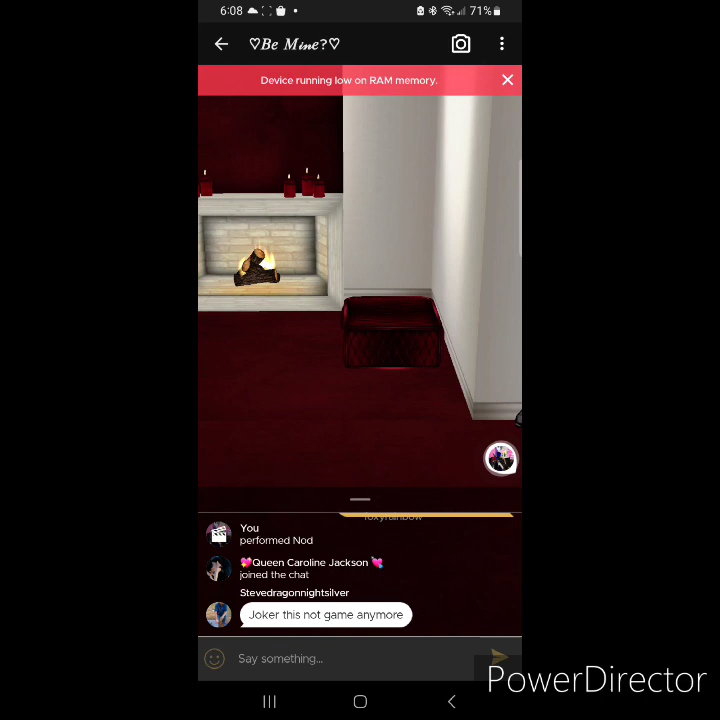 6:08
71%
♡Be Mine?♡
Device running low on RAM memory.
foxyrainbow
You
performed Nod
💖Queen Caroline Jackson 💘
joined the chat
Stevedragonnightsilver
Joker this not game anymore
Say something...
PowerDirector